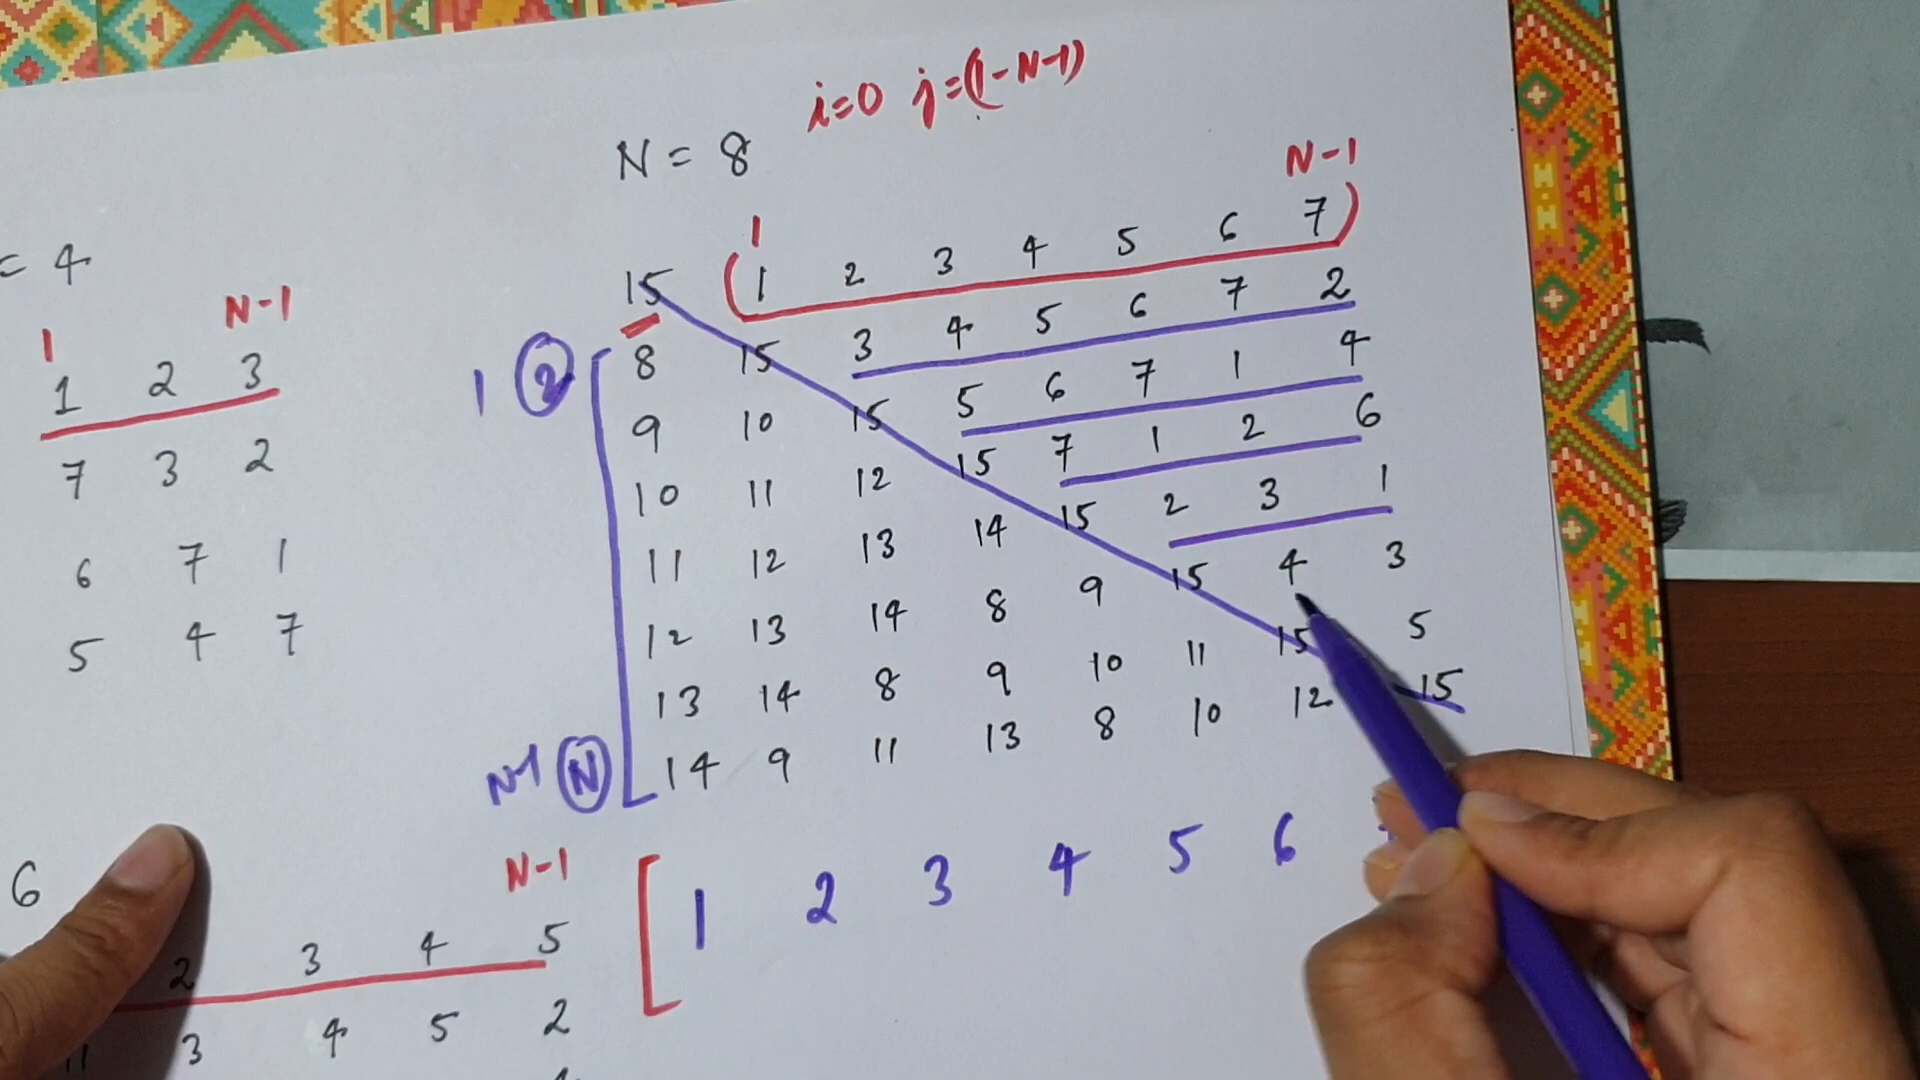 i=0 j=(1-N-1)
N = 8
N-1
1
15 (1 2 3 4 5 6 7)
8 15 3 4 5 6 7 2
9 10 15 5 6 7 1 4
10 11 12 15 7 1 2 6
11 12 13 14 15 2 3 1
12 13 14 8 9 15 4 3
13 14 8 9 10 11 15 5
14 9 11 13 8 10 12 15
1 2
N-1 N
[ 1 2 3 4 5 6
= 4
1 N-1
1 2 3
7 3 2
6 7 1
5 4 7
6
N-1
2 3 4 5
3 4 5 2